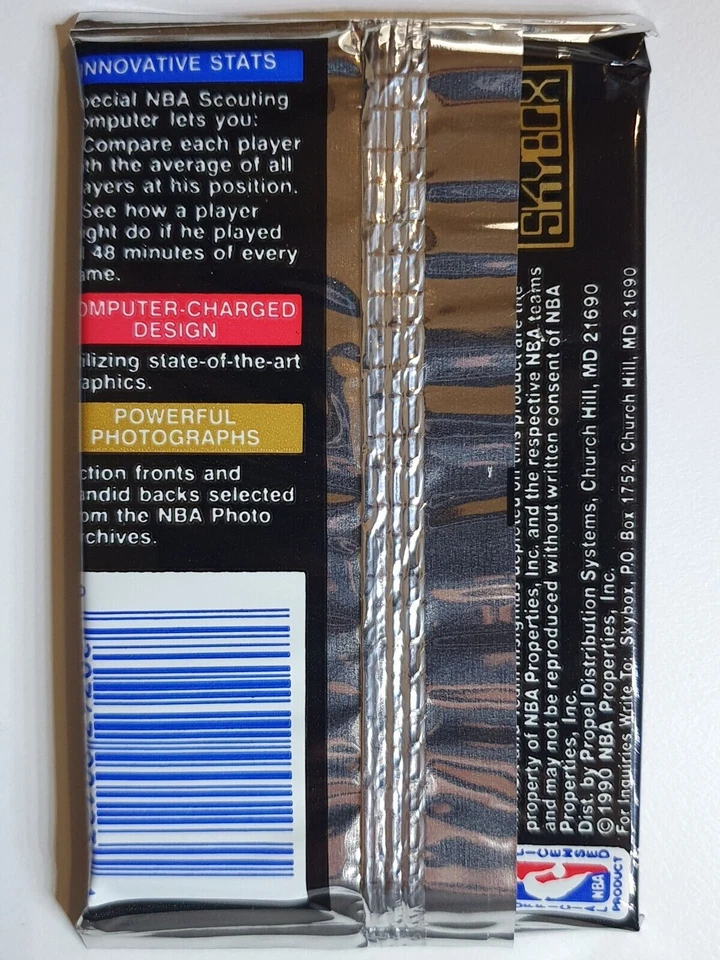 NNOVATIVE STATS
pecial NBA Scouting
omputer lets you:
Compare each player
th the average of all
ayers at his position.
See how a player
ght do if he played
l 48 minutes of every
ame.
OMPUTER-CHARGED
DESIGN
ilizing state-of-the-art
aphics.
POWERFUL
PHOTOGRAPHS
ction fronts and
andid backs selected
om the NBA Photo
rchives.
SKYBOX
property of NBA Properties, Inc. and the respective NBA teams
and may not be reproduced without written consent of NBA
Properties, Inc.
Dist. by Propel Distribution Systems, Church Hill, MD 21690
©1990 NBA Properties, Inc.
For Inquiries Write To: Skybox, P.O. Box 1752, Church Hill, MD 21690
NBA
PRODUCT